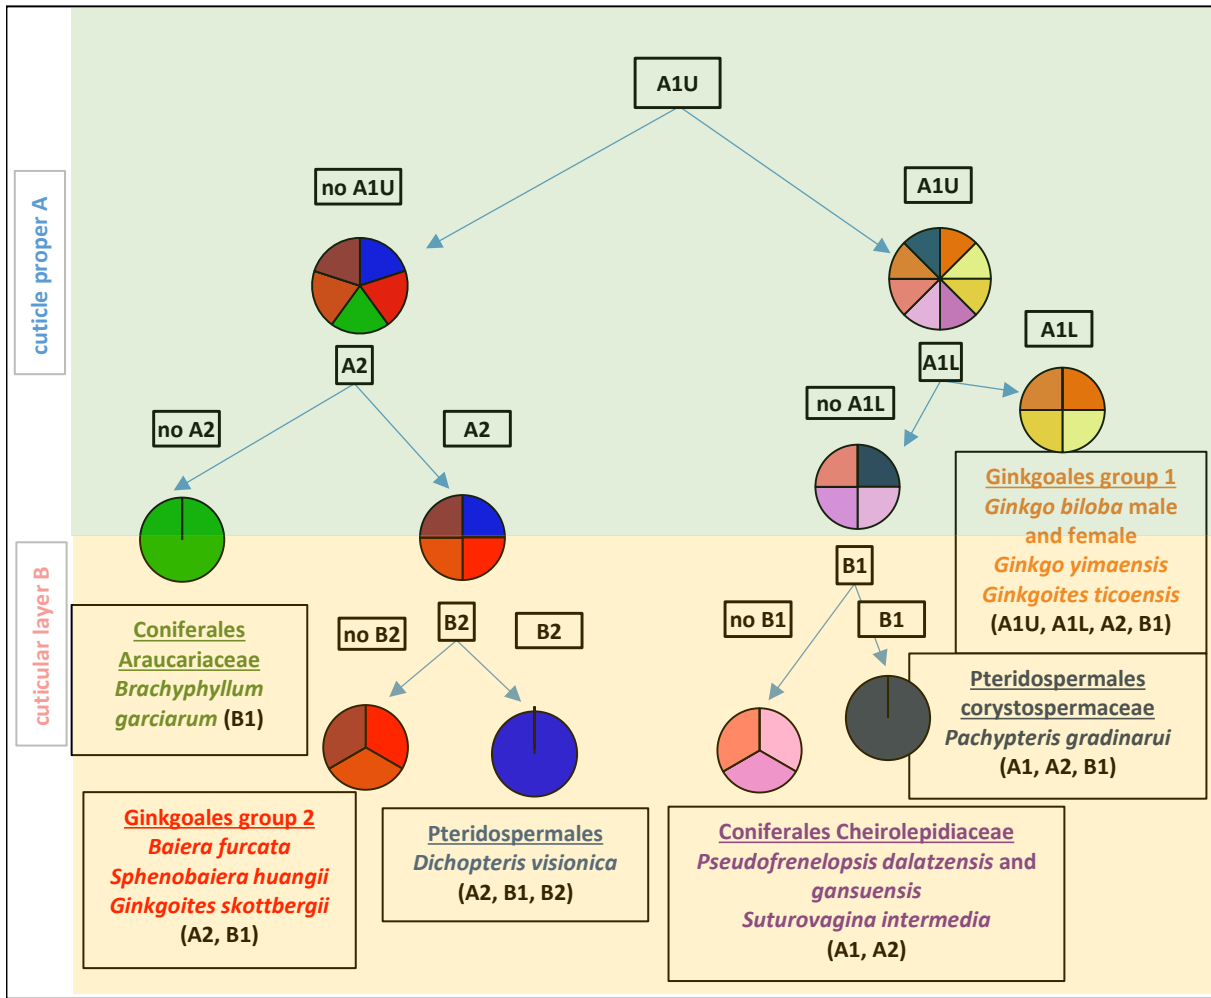 A1U
no A1U
A1U
cuticle proper A
A2
A1L
A1L
no A2
A2
no A1L
Ginkgoales group 1
Ginkgo biloba male
and female
Ginkgo yimaensis
Ginkgoites ticoensis
(A1U, A1L, A2, B1)
cuticular layer B
B1
no B2
B2
B2
no B1
B1
Coniferales
Araucariaceae
Brachyphyllum
garciarum (B1)
Pteridospermales
corystospermaceae
Pachypteris gradinarui
(A1, A2, B1)
Ginkgoales group 2
Baiera furcata
Sphenobaiera huangii
Ginkgoites skottbergii
(A2, B1)
Pteridospermales
Dichopteris visionica
(A2, B1, B2)
Coniferales Cheirolepidiaceae
Pseudofrenelopsis dalatzensis and
gansuensis
Suturovagina intermedia
(A1, A2)